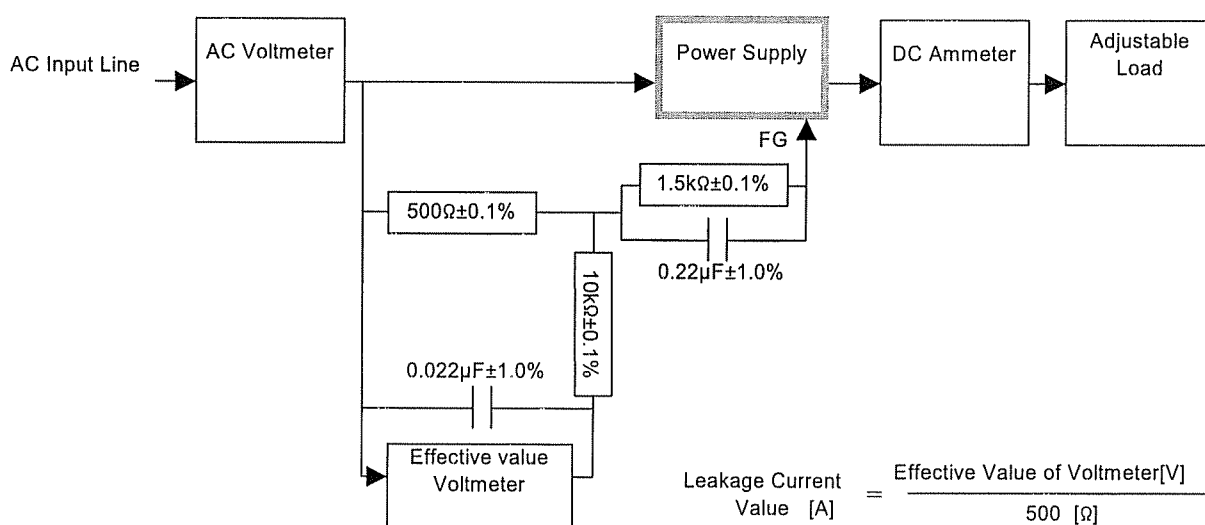 AC Input Line
AC Voltmeter
Power Supply
DC Ammeter
Adjustable
Load
FG
1.5kΩ±0.1%
500Ω±0.1%
0.22µF±1.0%
10kΩ±0.1%
0.022µF±1.0%
Effective value
Voltmeter
Leakage Current
Value [A]
=
Effective Value of Voltmeter[V]
500 [Ω]